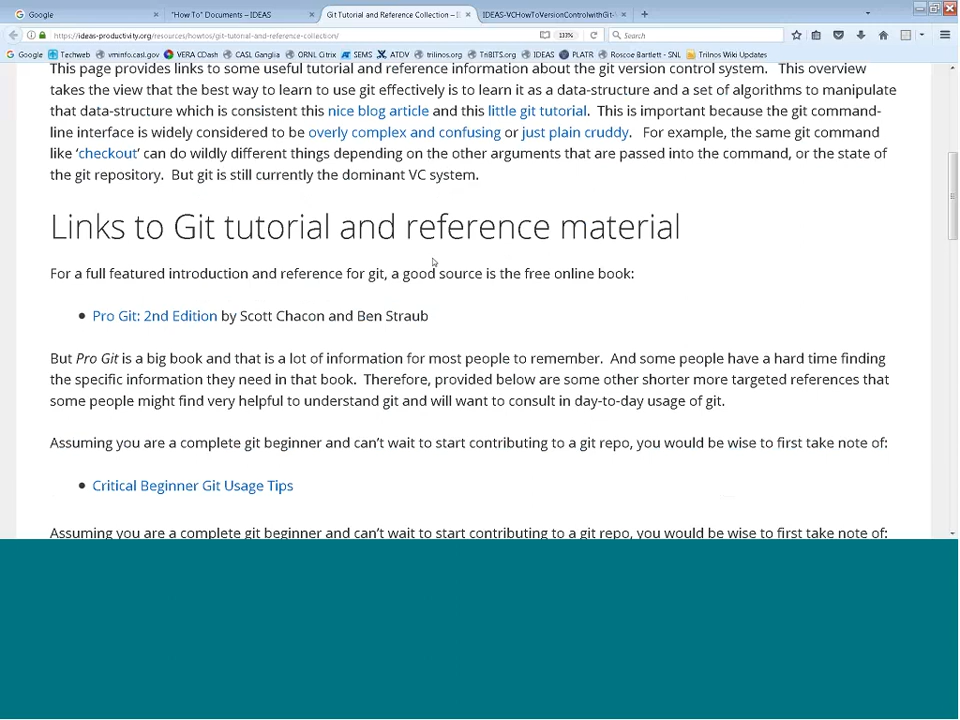 Google
"How To" Documents – IDEAS
Git Tutorial and Reference Collection –
IDEAS-VCHowToVersionControlwithGit-
https://ideas-productivity.org/resources/howtos/git-tutorial-and-reference-collection/
133%
Search
Google Techweb vminfo.casl.gov VERA CDash CASL Ganglia ORNL Citrix SEMS ATDV trilinos.org TriBITS.org IDEAS PLATR Roscoe Bartlett - SNL Trilinos Wiki Updates
This page provides links to some useful tutorial and reference information about the git version control system. This overview
takes the view that the best way to learn to use git effectively is to learn it as a data-structure and a set of algorithms to manipulate
that data-structure which is consistent this nice blog article and this little git tutorial. This is important because the git command-
line interface is widely considered to be overly complex and confusing or just plain cruddy. For example, the same git command
like ‘checkout’ can do wildly different things depending on the other arguments that are passed into the command, or the state of
the git repository. But git is still currently the dominant VC system.
Links to Git tutorial and reference material
For a full featured introduction and reference for git, a good source is the free online book:
• Pro Git: 2nd Edition by Scott Chacon and Ben Straub
But Pro Git is a big book and that is a lot of information for most people to remember. And some people have a hard time finding
the specific information they need in that book. Therefore, provided below are some other shorter more targeted references that
some people might find very helpful to understand git and will want to consult in day-to-day usage of git.
Assuming you are a complete git beginner and can’t wait to start contributing to a git repo, you would be wise to first take note of:
• Critical Beginner Git Usage Tips
Assuming you are a complete git beginner and can’t wait to start contributing to a git repo, you would be wise to first take note of: